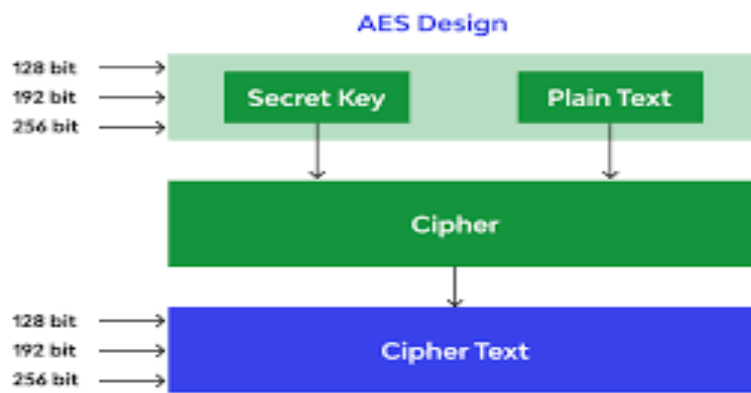 AES Design
128 bit
192 bit
256 bit
Secret Key
Plain Text
Cipher
128 bit
192 bit
256 bit
Cipher Text